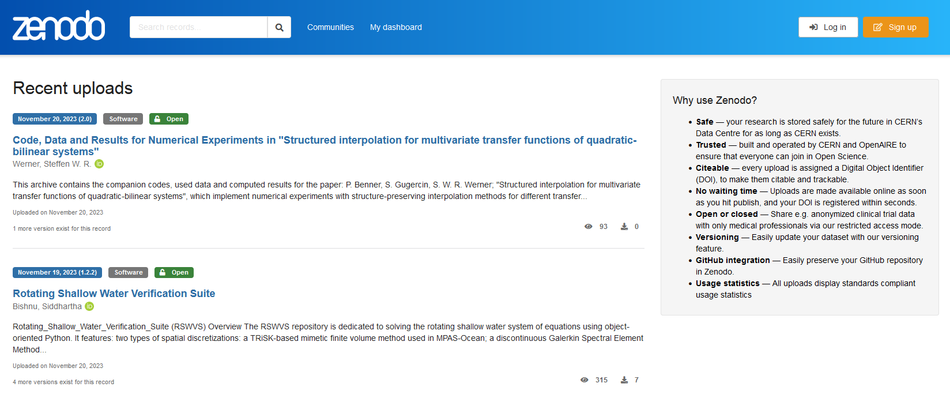 zenodo
Search records...
Communities
My dashboard
Log in
Sign up
Recent uploads
November 20, 2023 (2.0) Software Open
Code, Data and Results for Numerical Experiments in "Structured interpolation for multivariate transfer functions of quadratic-
bilinear systems"
Werner, Steffen W. R. iD
This archive contains the companion codes, used data and computed results for the paper: P. Benner, S. Gugercin, S. W. R. Werner; "Structured interpolation for multivariate
transfer functions of quadratic-bilinear systems", which implement numerical experiments with structure-preserving interpolation methods for different transfer...
Uploaded on November 20, 2023
1 more version exist for this record
93 0
November 19, 2023 (1.2.2) Software Open
Rotating Shallow Water Verification Suite
Bishnu, Siddhartha iD
Rotating_Shallow_Water_Verification_Suite (RSWVS) Overview The RSWVS repository is dedicated to solving the rotating shallow water system of equations using object-
oriented Python. It features: two types of spatial discretizations: a TRiSK-based mimetic finite volume method used in MPAS-Ocean; a discontinuous Galerkin Spectral Element
Method...
Uploaded on November 20, 2023
4 more versions exist for this record
315 7
Why use Zenodo?
Safe — your research is stored safely for the future in CERN's
Data Centre for as long as CERN exists.
Trusted — built and operated by CERN and OpenAIRE to
ensure that everyone can join in Open Science.
Citeable — every upload is assigned a Digital Object Identifier
(DOI), to make them citable and trackable.
No waiting time — Uploads are made available online as soon
as you hit publish, and your DOI is registered within seconds.
Open or closed — Share e.g. anonymized clinical trial data
with only medical professionals via our restricted access mode.
Versioning — Easily update your dataset with our versioning
feature.
GitHub integration — Easily preserve your GitHub repository
in Zenodo.
Usage statistics — All uploads display standards compliant
usage statistics